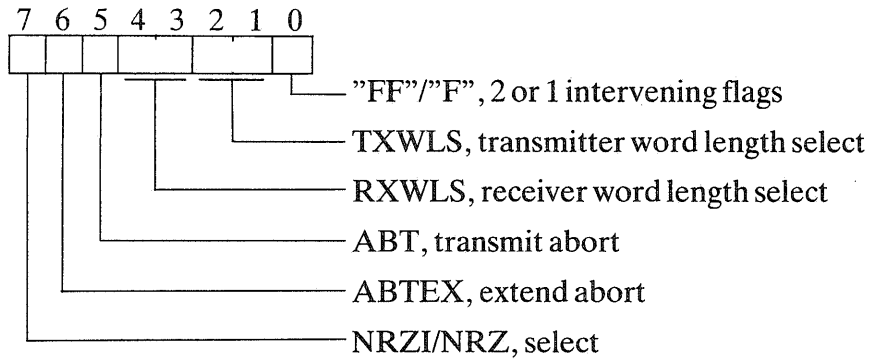 7 6 5 4 3 2 1 0
”FF”/”F”, 2 or 1 intervening flags
TXWLS, transmitter word length select
RXWLS, receiver word length select
ABT, transmit abort
ABTEX, extend abort
NRZI/NRZ, select